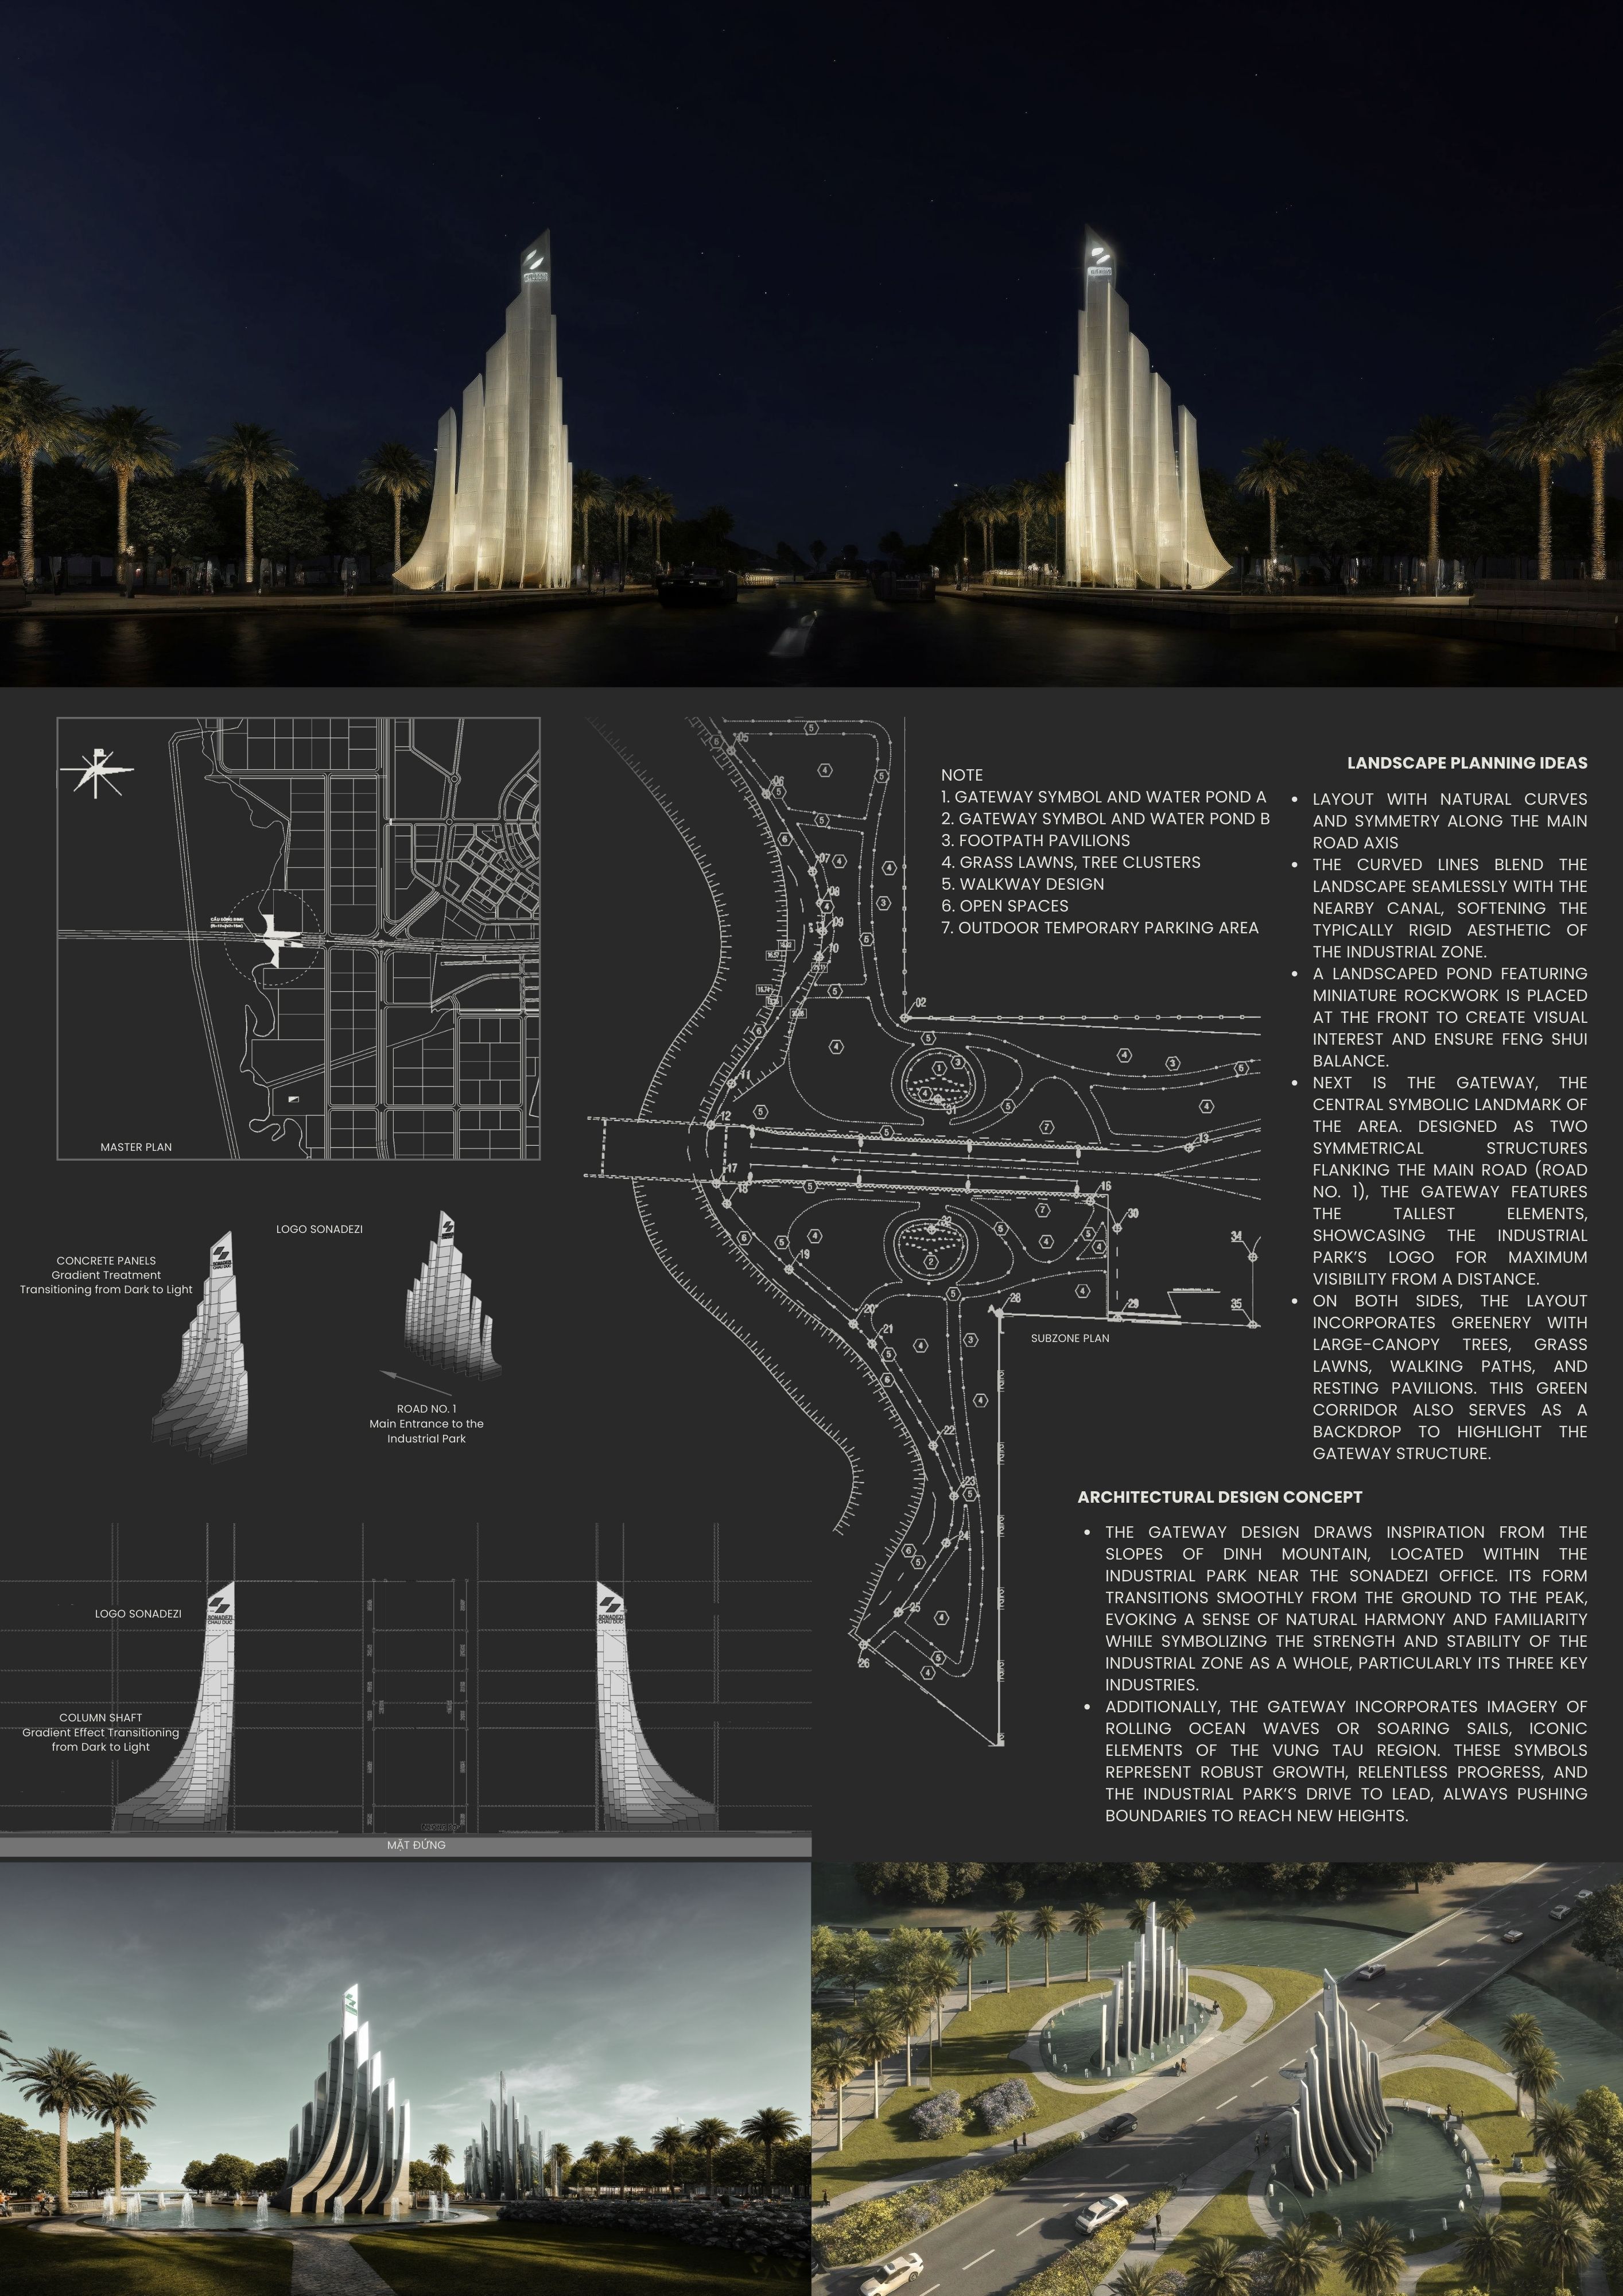 MASTER PLAN
NOTE
1. GATEWAY SYMBOL AND WATER POND A
2. GATEWAY SYMBOL AND WATER POND B
3. FOOTPATH PAVILIONS
4. GRASS LAWNS, TREE CLUSTERS
5. WALKWAY DESIGN
6. OPEN SPACES
7. OUTDOOR TEMPORARY PARKING AREA
SUBZONE PLAN
LANDSCAPE PLANNING IDEAS
• LAYOUT WITH NATURAL CURVES
AND SYMMETRY ALONG THE MAIN
ROAD AXIS
• THE CURVED LINES BLEND THE
LANDSCAPE SEAMLESSLY WITH THE
NEARBY CANAL, SOFTENING THE
TYPICALLY RIGID AESTHETIC OF
THE INDUSTRIAL ZONE.
• A LANDSCAPED POND FEATURING
MINIATURE ROCKWORK IS PLACED
AT THE FRONT TO CREATE VISUAL
INTEREST AND ENSURE FENG SHUI
BALANCE.
• NEXT IS THE GATEWAY, THE
CENTRAL SYMBOLIC LANDMARK OF
THE AREA. DESIGNED AS TWO
SYMMETRICAL STRUCTURES
FLANKING THE MAIN ROAD (ROAD
NO. 1), THE GATEWAY FEATURES
THE TALLEST ELEMENTS,
SHOWCASING THE INDUSTRIAL
PARK’S LOGO FOR MAXIMUM
VISIBILITY FROM A DISTANCE.
• ON BOTH SIDES, THE LAYOUT
INCORPORATES GREENERY WITH
LARGE-CANOPY TREES, GRASS
LAWNS, WALKING PATHS, AND
RESTING PAVILIONS. THIS GREEN
CORRIDOR ALSO SERVES AS A
BACKDROP TO HIGHLIGHT THE
GATEWAY STRUCTURE.
LOGO SONADEZI
CONCRETE PANELS
Gradient Treatment
Transitioning from Dark to Light
SONADEZI
CHAU DUC
ROAD NO. 1
Main Entrance to the
Industrial Park
ARCHITECTURAL DESIGN CONCEPT
• THE GATEWAY DESIGN DRAWS INSPIRATION FROM THE
SLOPES OF DINH MOUNTAIN, LOCATED WITHIN THE
INDUSTRIAL PARK NEAR THE SONADEZI OFFICE. ITS FORM
TRANSITIONS SMOOTHLY FROM THE GROUND TO THE PEAK,
EVOKING A SENSE OF NATURAL HARMONY AND FAMILIARITY
WHILE SYMBOLIZING THE STRENGTH AND STABILITY OF THE
INDUSTRIAL ZONE AS A WHOLE, PARTICULARLY ITS THREE KEY
INDUSTRIES.
• ADDITIONALLY, THE GATEWAY INCORPORATES IMAGERY OF
ROLLING OCEAN WAVES OR SOARING SAILS, ICONIC
ELEMENTS OF THE VUNG TAU REGION. THESE SYMBOLS
REPRESENT ROBUST GROWTH, RELENTLESS PROGRESS, AND
THE INDUSTRIAL PARK’S DRIVE TO LEAD, ALWAYS PUSHING
BOUNDARIES TO REACH NEW HEIGHTS.
LOGO SONADEZI
SONADEZI
CHAU DUC
SONADEZI
CHAU DUC
COLUMN SHAFT
Gradient Effect Transitioning
from Dark to Light
MẶT ĐỨNG